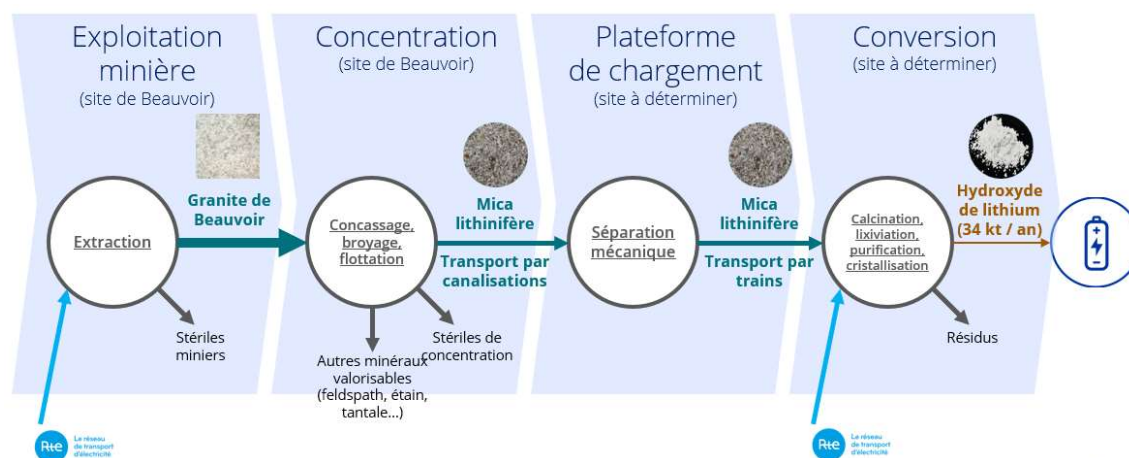 Exploitation
minière
(site de Beauvoir)
Concentration
(site de Beauvoir)
Plateforme
de chargement
(site à déterminer)
Conversion
(site à déterminer)
Granite de
Beauvoir
Mica
lithinifère
Transport par
canalisations
Mica
lithinifère
Transport par
trains
Hydroxyde
de lithium
(34 kt / an)
Extraction
Concassage,
broyage,
flottation
Séparation
mécanique
Calcination,
lixiviation,
purification,
cristallisation
Stériles
miniers
Autres minéraux
valorisables
(feldspath, étain,
tantale...)
Stériles de
concentration
Résidus
Rte
Le réseau
de transport
d'électricité
Rte
Le réseau
de transport
d'électricité